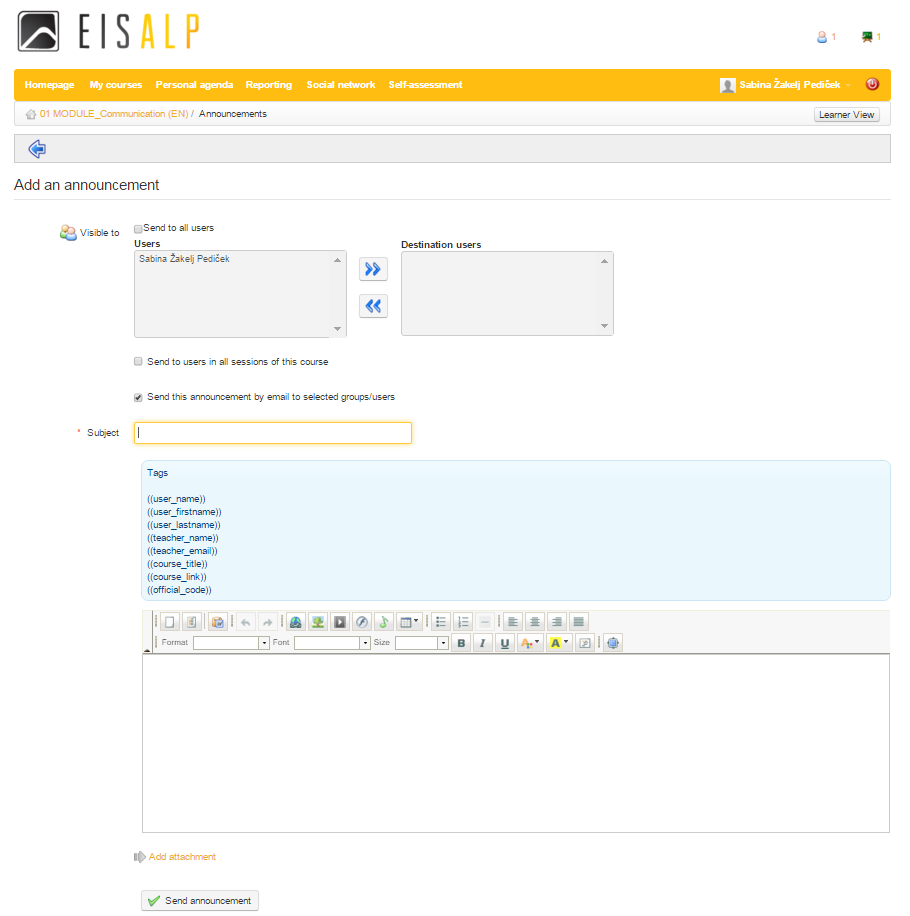 EISALP
1 1
Homepage My courses Personal agenda Reporting Social network Self-assessment Sabina Žakelj Pediček
01 MODULE_Communication (EN) / Announcements Learner View
Add an announcement
Visible to Send to all users
Users Destination users
Sabina Žakelj Pediček
Send to users in all sessions of this course
Send this announcement by email to selected groups/users
* Subject
Tags
((user_name))
((user_firstname))
((user_lastname))
((teacher_name))
((teacher_email))
((course_title))
((course_link))
((official_code))
Format Font Size B I U A A
Add attachment
Send announcement